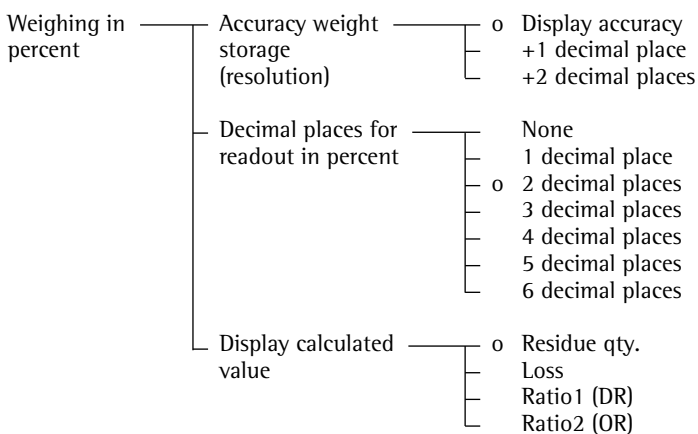 Weighing in
percent
Accuracy weight
storage
(resolution)
o Display accuracy
+1 decimal place
+2 decimal places
Decimal places for
readout in percent
None
1 decimal place
o 2 decimal places
3 decimal places
4 decimal places
5 decimal places
6 decimal places
Display calculated
value
o Residue qty.
Loss
Ratio1 (DR)
Ratio2 (OR)